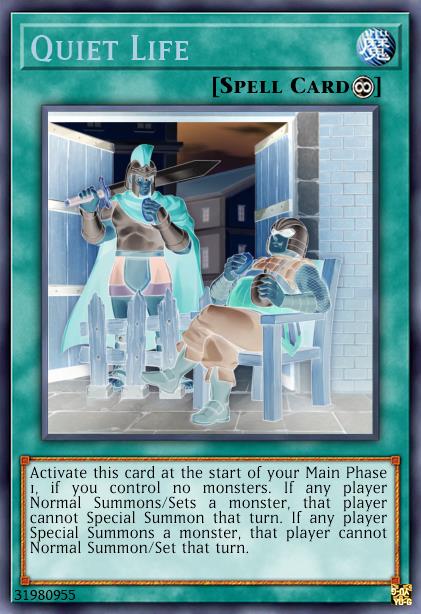 Quiet Life
魔
[Spell Card♾]
Activate this card at the start of your Main Phase
1, if you control no monsters. If any player
Normal Summons/Sets a monster, that player
cannot Special Summon that turn. If any player
Special Summons a monster, that player cannot
Normal Summon/Set that turn.
31980955